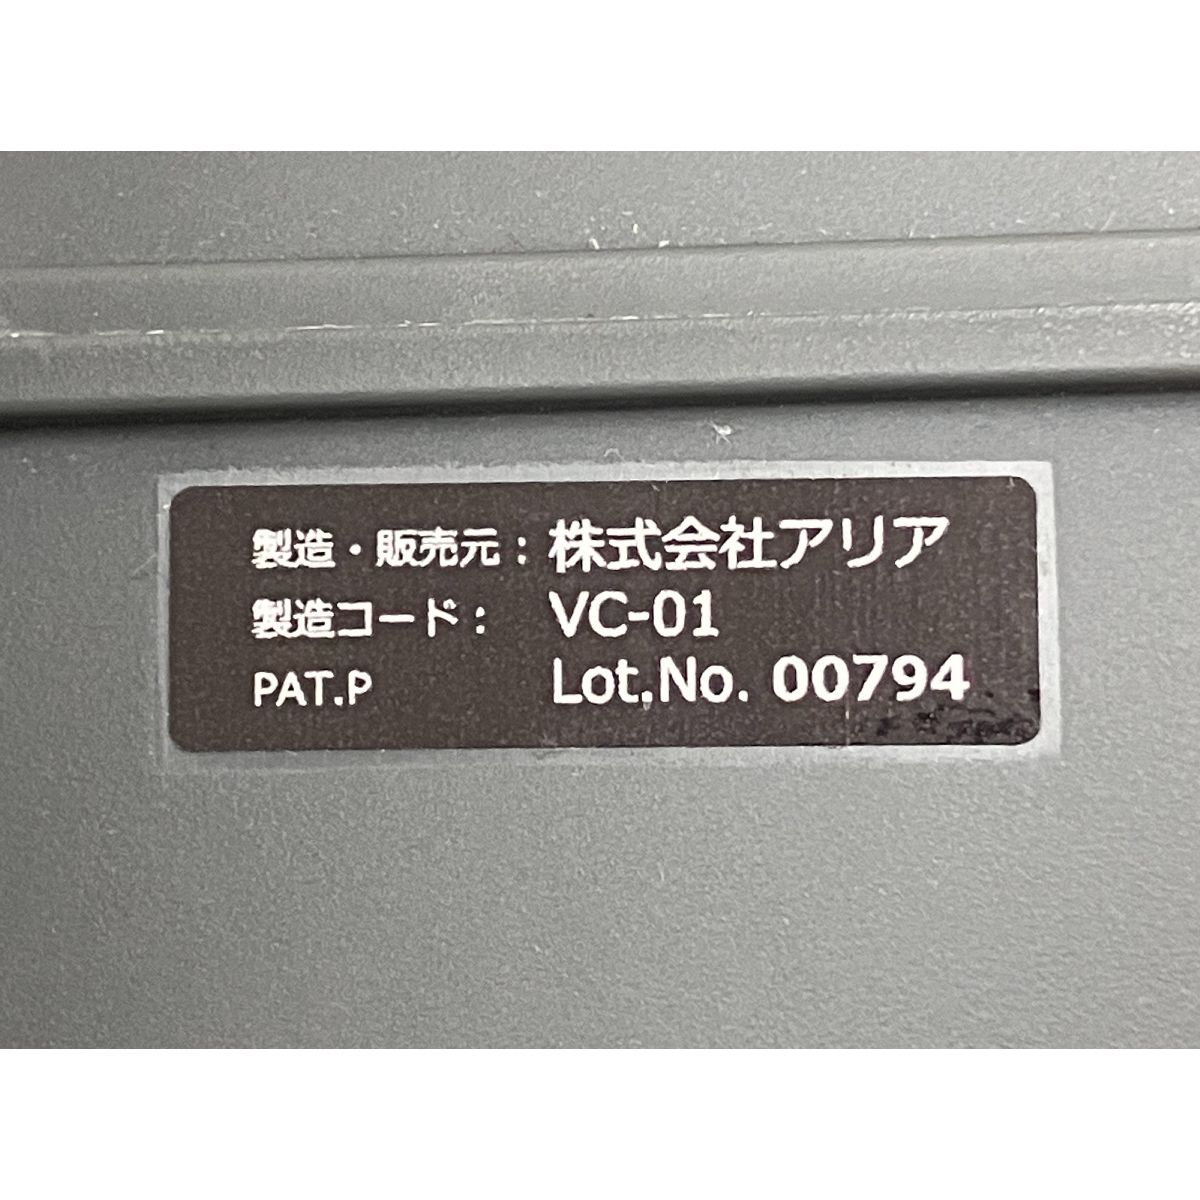 製造・販売元：株式会社アリア
製造コード： VC-01
PAT.P Lot.No. 00794